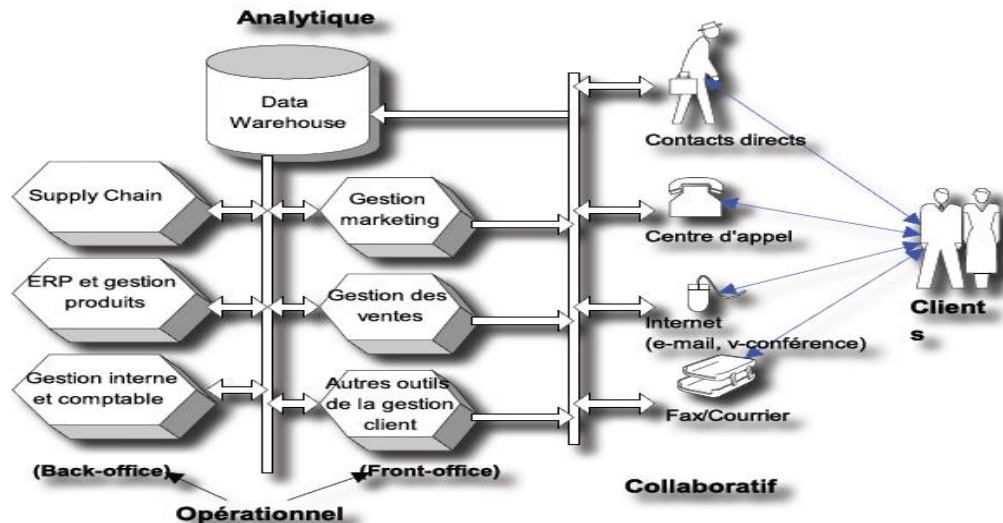 Analytique
Data
Warehouse
Contacts directs
Supply Chain
Gestion
marketing
Centre d'appel
ERP et gestion
produits
Gestion des
ventes
Internet
(e-mail, v-conférence)
Client
s
Gestion interne
et comptable
Autres outils
de la gestion
client
Fax/Courrier
(Back-office)
(Front-office)
Collaboratif
Opérationnel